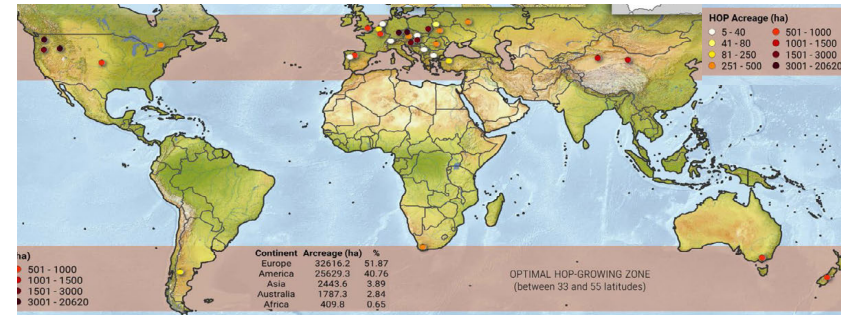 HOP Acreage (ha)
5 - 40
501 - 1000
41 - 80
1001 - 1500
81 - 250
1501 - 3000
251 - 500
3001 - 20620
ha)
501 - 1000
1001 - 1500
1501 - 3000
3001 - 20620
Continent Arcreage (ha) %
Europe 32616.2 51.87
America 25629.3 40.76
Asia 2443.6 3.89
Australia 1787.3 2.84
Africa 409.8 0.65
OPTIMAL HOP-GROWING ZONE
(between 33 and 55 latitudes)